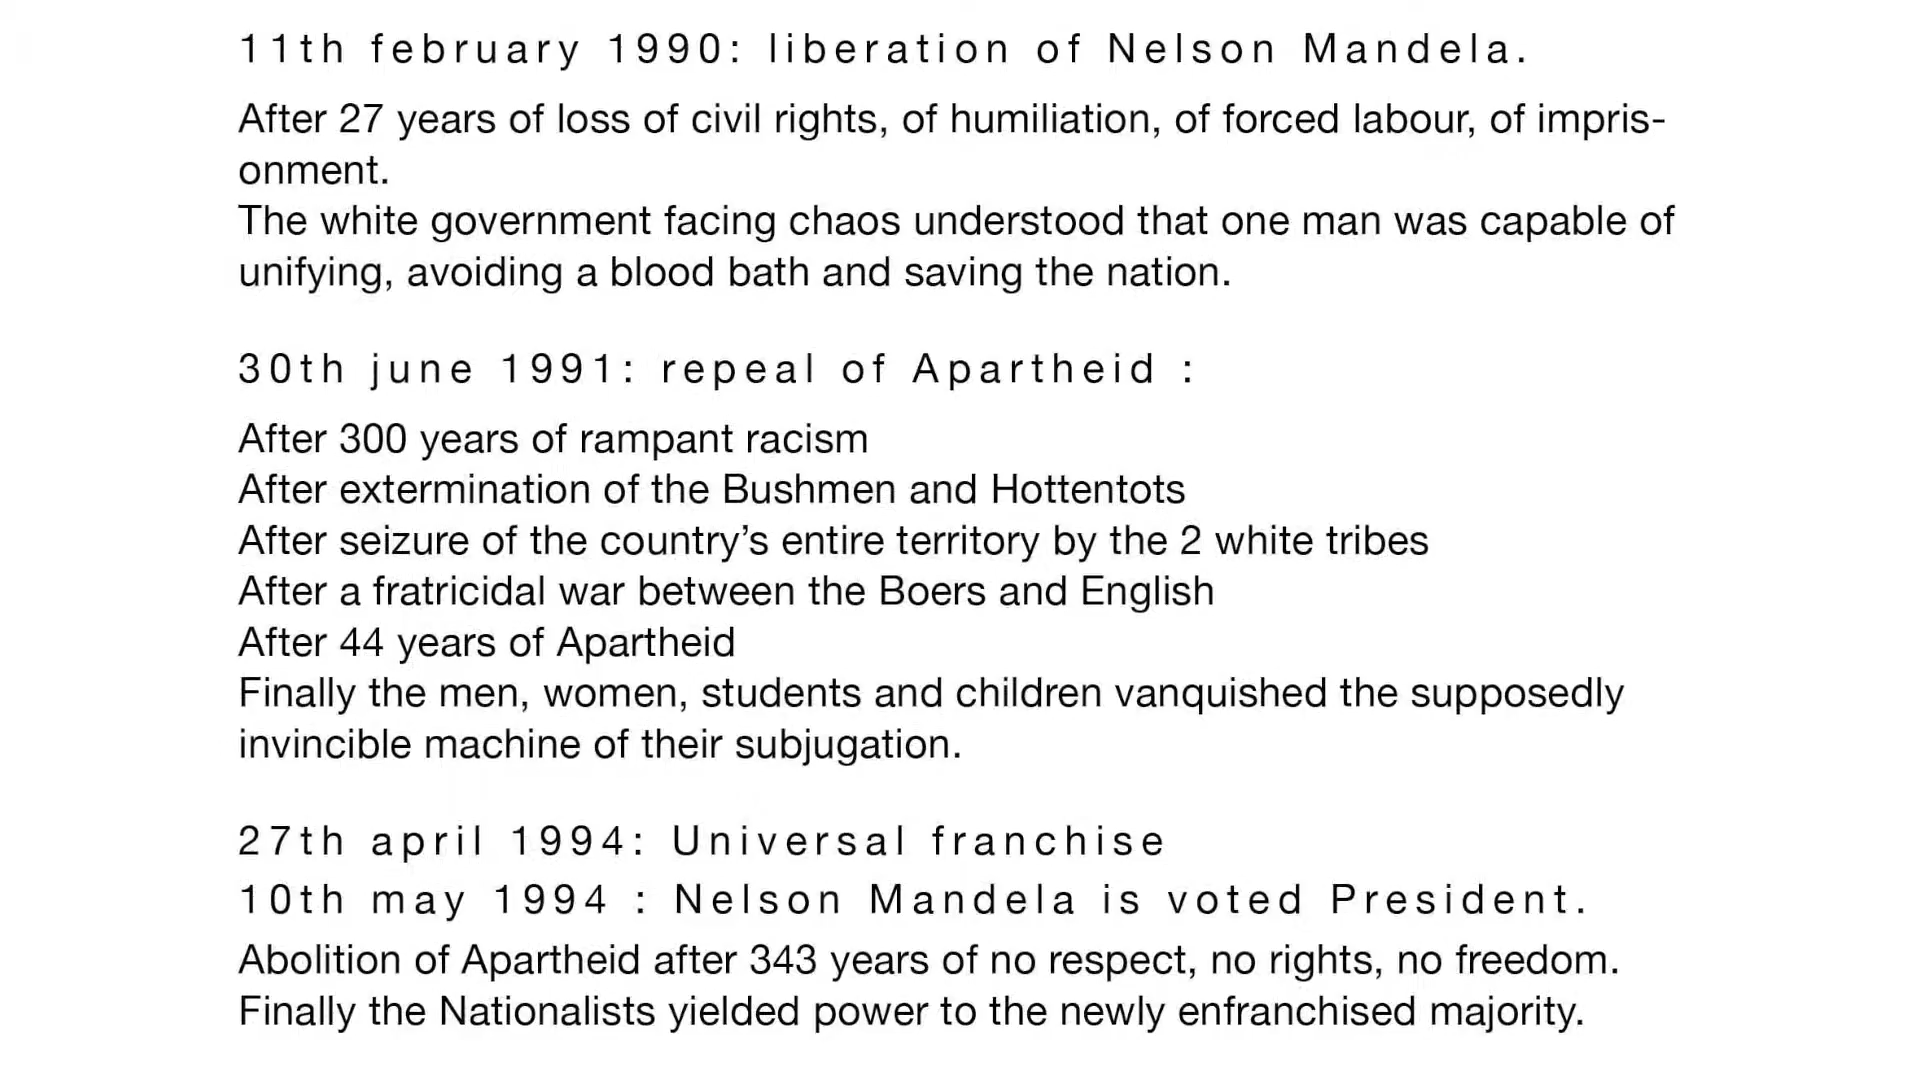 11th february 1990: liberation of Nelson Mandela.
After 27 years of loss of civil rights, of humiliation, of forced labour, of impris-
onment.
The white government facing chaos understood that one man was capable of
unifying, avoiding a blood bath and saving the nation.
30th june 1991: repeal of Apartheid :
After 300 years of rampant racism
After extermination of the Bushmen and Hottentots
After seizure of the country’s entire territory by the 2 white tribes
After a fratricidal war between the Boers and English
After 44 years of Apartheid
Finally the men, women, students and children vanquished the supposedly
invincible machine of their subjugation.
27th april 1994: Universal franchise
10th may 1994 : Nelson Mandela is voted President.
Abolition of Apartheid after 343 years of no respect, no rights, no freedom.
Finally the Nationalists yielded power to the newly enfranchised majority.